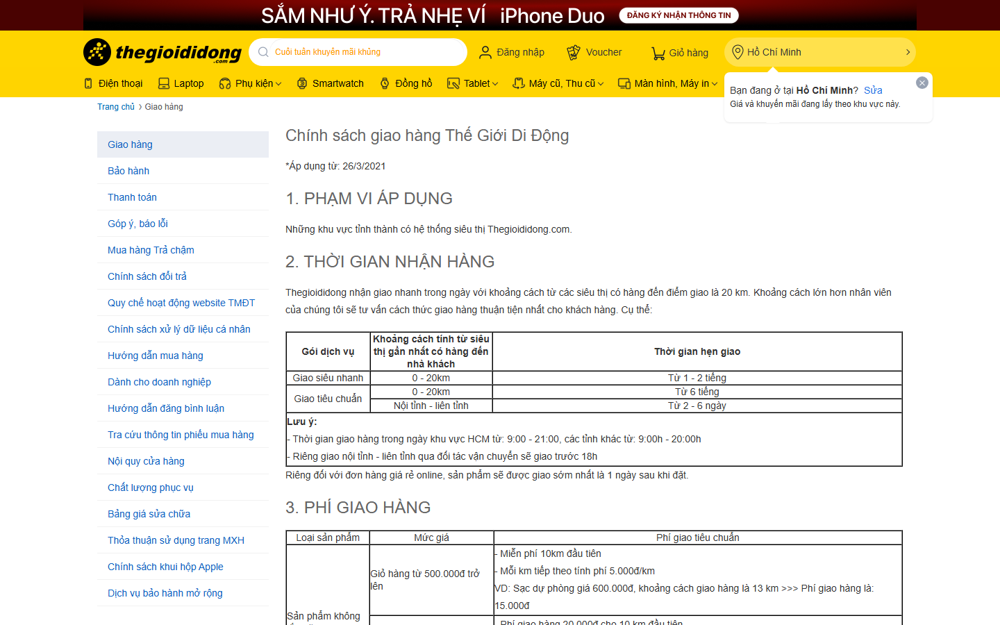 SẮM NHƯ Ý. TRẢ NHẸ VÍ iPhone Duo ĐĂNG KÝ NHẬN THÔNG TIN
thegioididong
.com
Cuối tuần khuyến mãi khủng
Đăng nhập
Voucher
Giỏ hàng
Hồ Chí Minh
Điện thoại
Laptop
Phụ kiện
Smartwatch
Đồng hồ
Tablet
Máy cũ, Thu cũ
Màn hình, Máy in
Bạn đang ở tại Hồ Chí Minh? Sửa
Giá và khuyến mãi đang lấy theo khu vực này.
Trang chủ › Giao hàng
Giao hàng
Bảo hành
Thanh toán
Góp ý, báo lỗi
Mua hàng Trả chậm
Chính sách đổi trả
Quy chế hoạt động website TMĐT
Chính sách xử lý dữ liệu cá nhân
Hướng dẫn mua hàng
Dành cho doanh nghiệp
Hướng dẫn đăng bình luận
Tra cứu thông tin phiếu mua hàng
Nội quy cửa hàng
Chất lượng phục vụ
Bảng giá sửa chữa
Thỏa thuận sử dụng trang MXH
Chính sách khui hộp Apple
Dịch vụ bảo hành mở rộng
Chính sách giao hàng Thế Giới Di Động
*Áp dụng từ: 26/3/2021
1. PHẠM VI ÁP DỤNG
Những khu vực tỉnh thành có hệ thống siêu thị Thegioididong.com.
2. THỜI GIAN NHẬN HÀNG
Thegioididong nhận giao nhanh trong ngày với khoảng cách từ các siêu thị có hàng đến điểm giao là 20 km. Khoảng cách lớn hơn nhân viên
của chúng tôi sẽ tư vấn cách thức giao hàng thuận tiện nhất cho khách hàng. Cụ thể:
Gói dịch vụ
Khoảng cách tính từ siêu
thị gần nhất có hàng đến
nhà khách
Thời gian hẹn giao
Giao siêu nhanh
0 - 20km
Từ 1 - 2 tiếng
Giao tiêu chuẩn
0 - 20km
Từ 6 tiếng
Nội tỉnh - liên tỉnh
Từ 2 - 6 ngày
Lưu ý:
- Thời gian giao hàng trong ngày khu vực HCM từ: 9:00 - 21:00, các tỉnh khác từ: 9:00h - 20:00h
- Riêng giao nội tỉnh - liên tỉnh qua đối tác vận chuyển sẽ giao trước 18h
Riêng đối với đơn hàng giá rẻ online, sản phẩm sẽ được giao sớm nhất là 1 ngày sau khi đặt.
3. PHÍ GIAO HÀNG
Loại sản phẩm
Mức giá
Phí giao tiêu chuẩn
Sản phẩm không
Giỏ hàng từ 500.000đ trở
lên
- Miễn phí 10km đầu tiên
- Mỗi km tiếp theo tính phí 5.000đ/km
VD: Sạc dự phòng giá 600.000đ, khoảng cách giao hàng là 13 km >>> Phí giao hàng là:
15.000đ
- Phí giao hàng 20.000đ cho 10 km đầu tiên